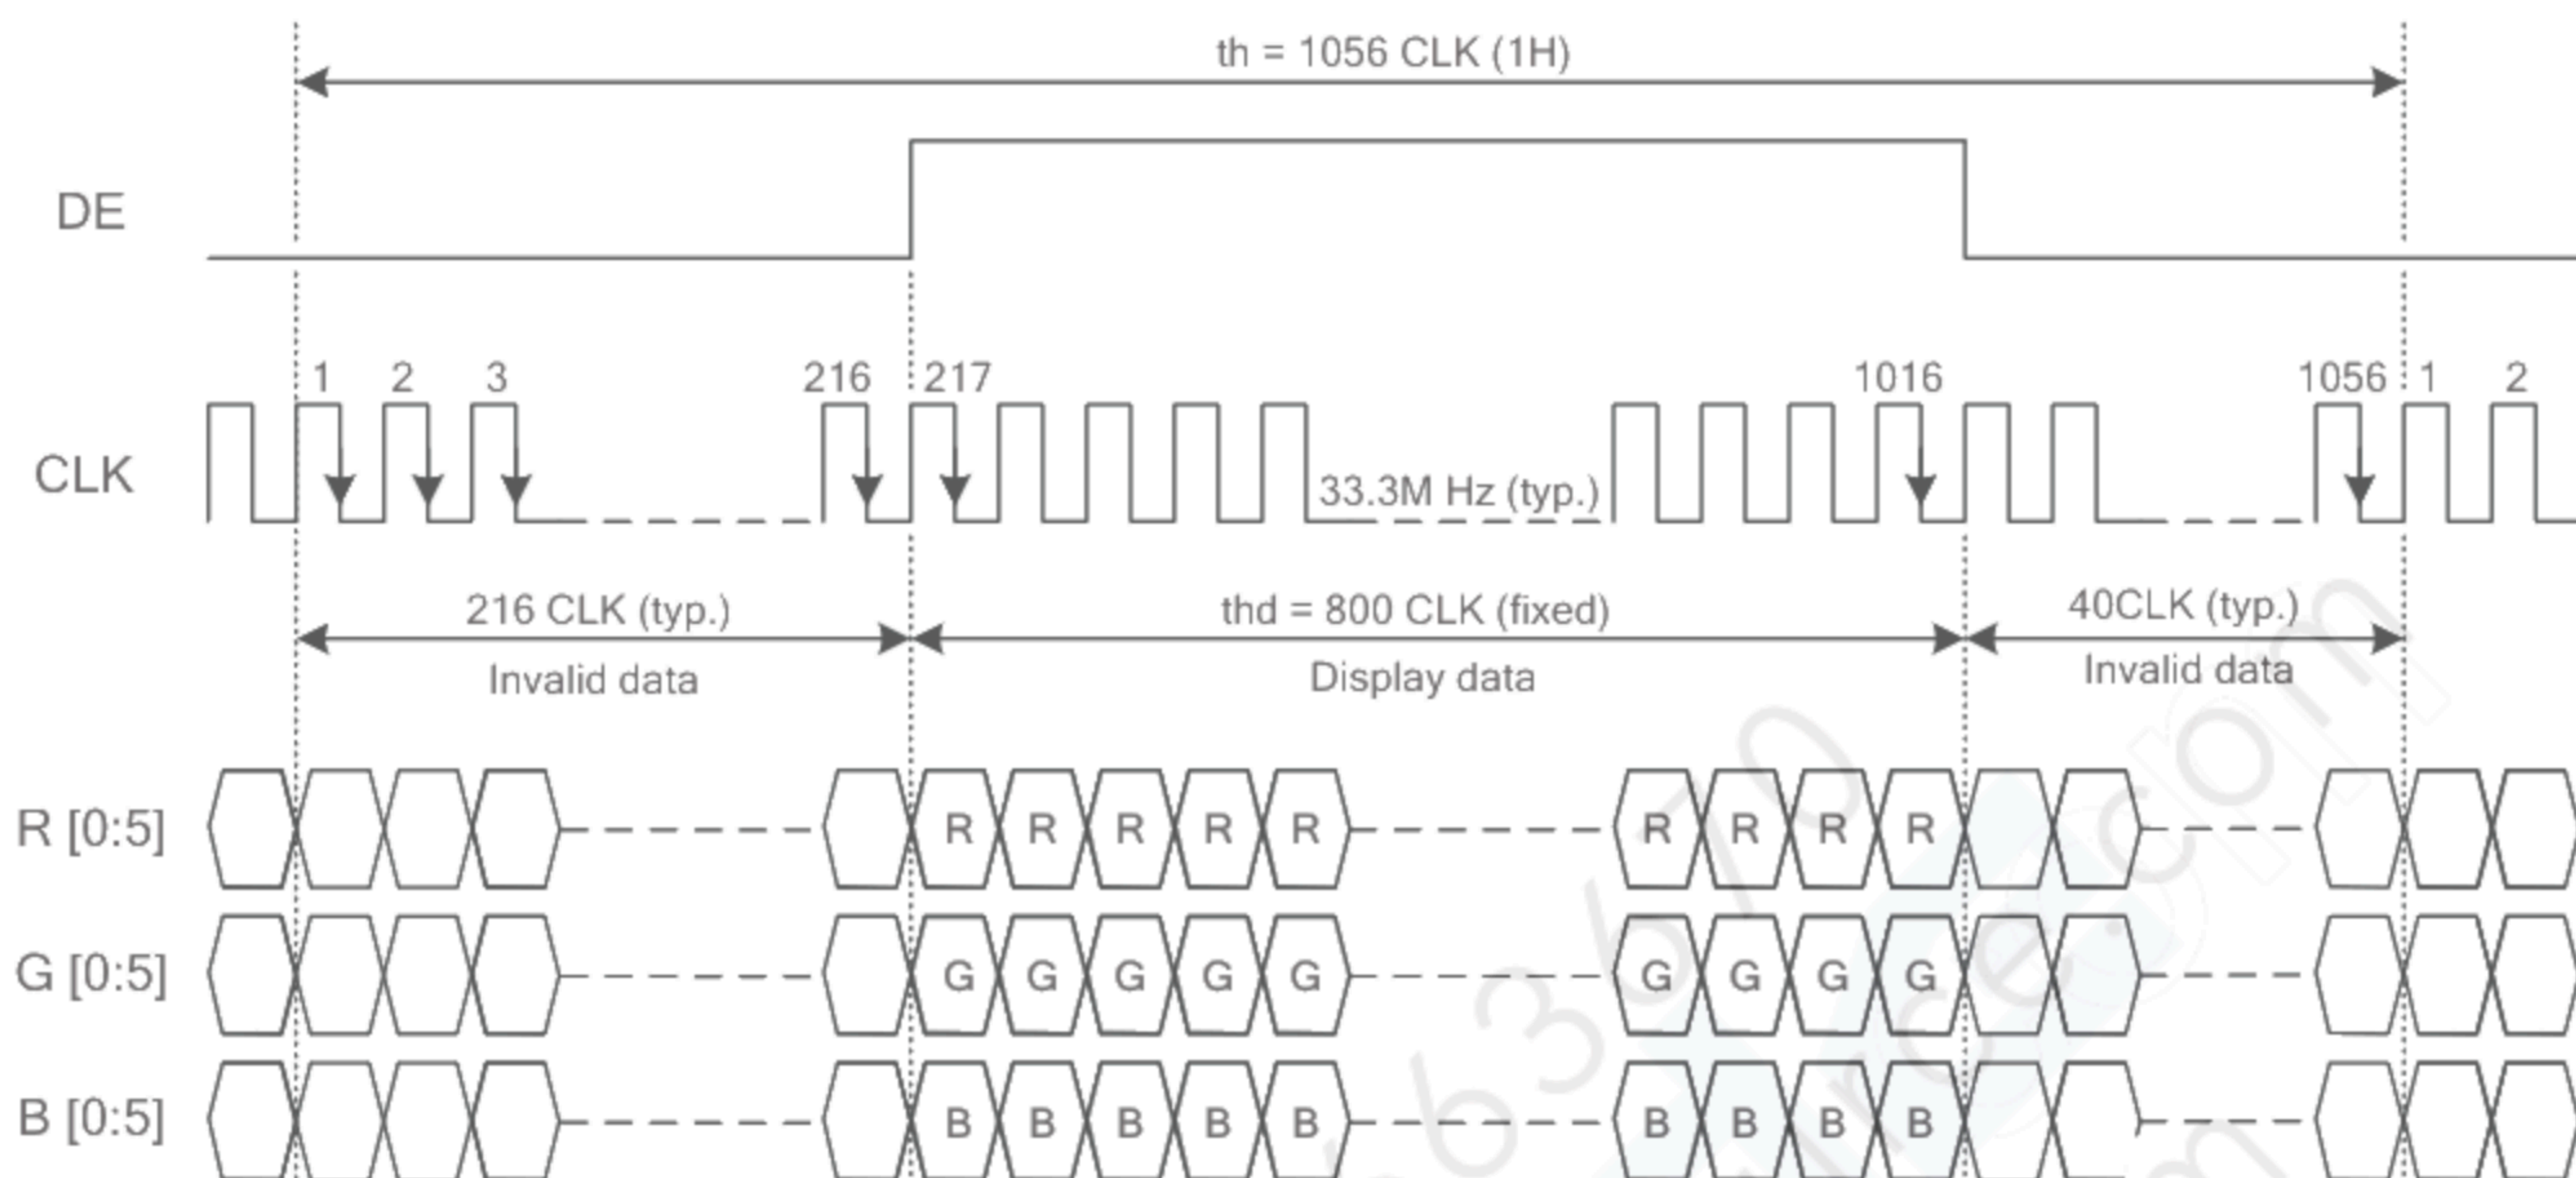 th = 1056 CLK (1H)
DE
1 2 3 216 217 1016 1056 1 2
CLK
33.3M Hz (typ.)
216 CLK (typ.) thd = 800 CLK (fixed) 40CLK (typ.)
Invalid data Display data Invalid data
R [0:5] R R R R R R R R R
G [0:5] G G G G G G G G G
B [0:5] B B B B B B B B B